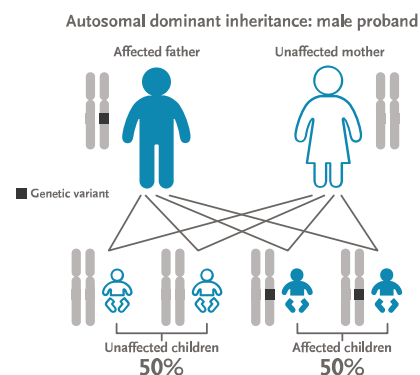 Autosomal dominant inheritance: male proband
Affected father
Unaffected mother
Genetic variant
Unaffected children
50%
Affected children
50%